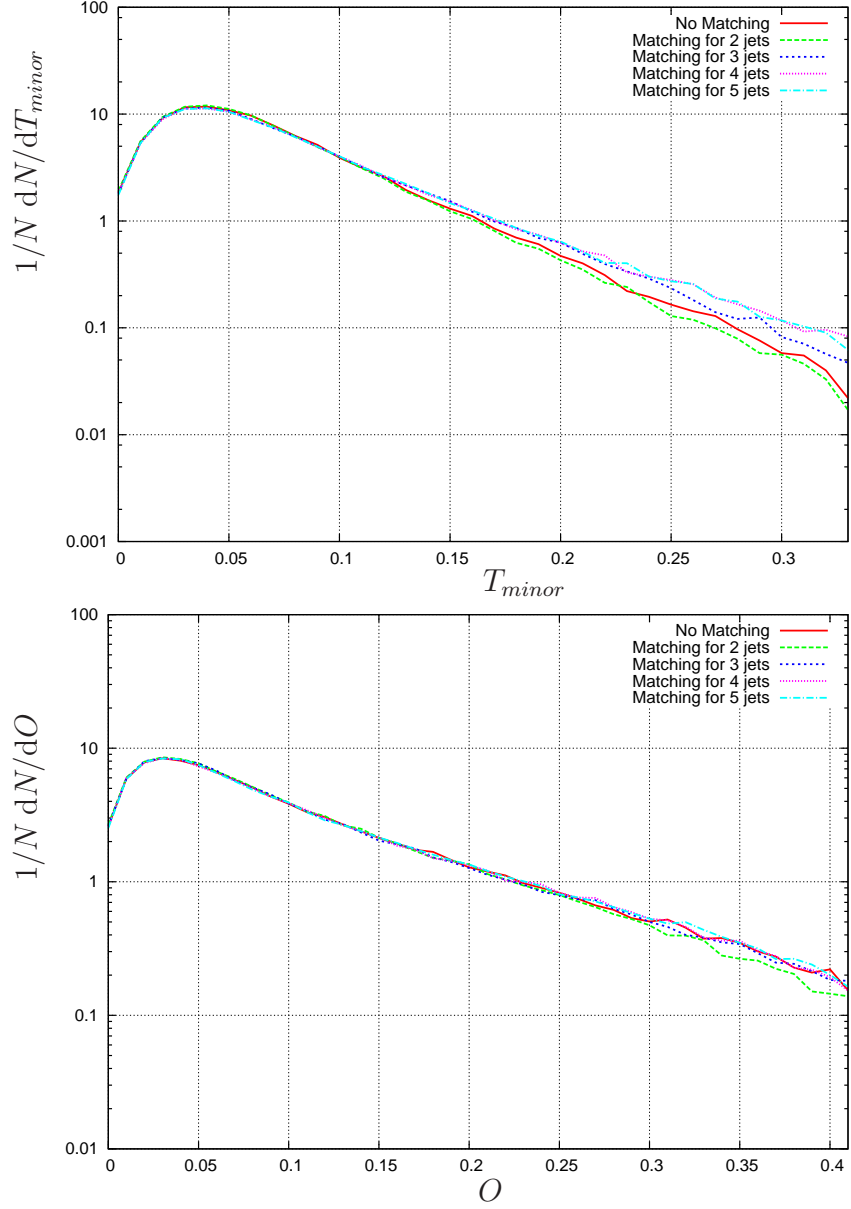 100
10
1
0.1
0.01
0.001
1/N dN/dT_minor
No Matching
Matching for 2 jets
Matching for 3 jets
Matching for 4 jets
Matching for 5 jets
0 0.05 0.1 0.15 0.2 0.25 0.3
T_minor
100
10
1
0.1
0.01
1/N dN/dO
No Matching
Matching for 2 jets
Matching for 3 jets
Matching for 4 jets
Matching for 5 jets
0 0.05 0.1 0.15 0.2 0.25 0.3 0.35 0.4
O